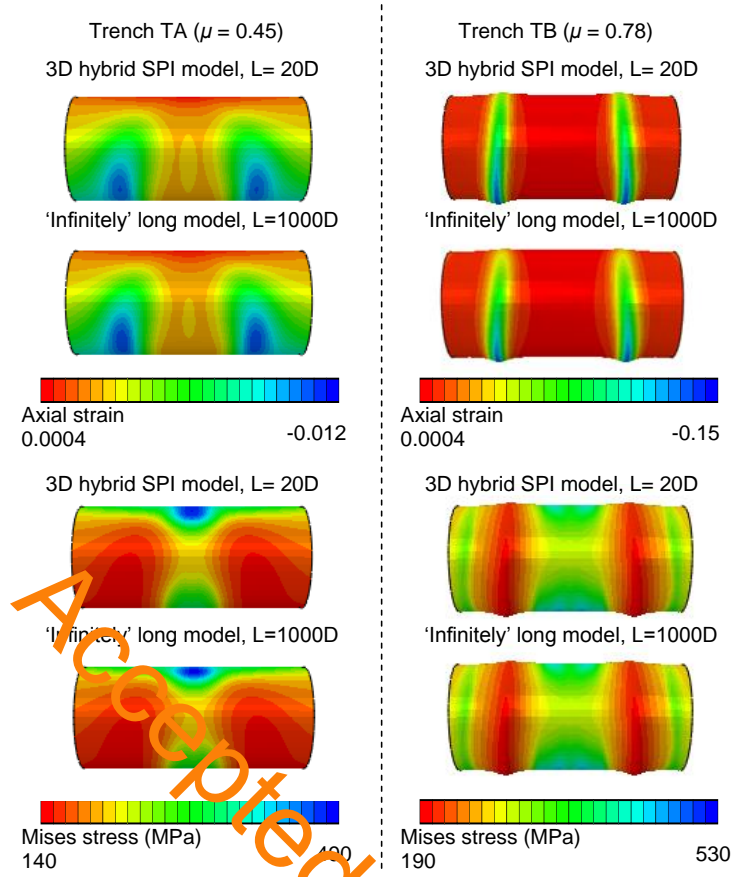 Trench TA (μ = 0.45)
3D hybrid SPI model, L= 20D
'Infinitely' long model, L=1000D
Axial strain
0.0004
-0.012
3D hybrid SPI model, L= 20D
'Infinitely' long model, L=1000D
Mises stress (MPa)
140
400
Trench TB (μ = 0.78)
3D hybrid SPI model, L= 20D
'Infinitely' long model, L=1000D
Axial strain
0.0004
-0.15
3D hybrid SPI model, L= 20D
'Infinitely' long model, L=1000D
Mises stress (MPa)
190
530
Accepted